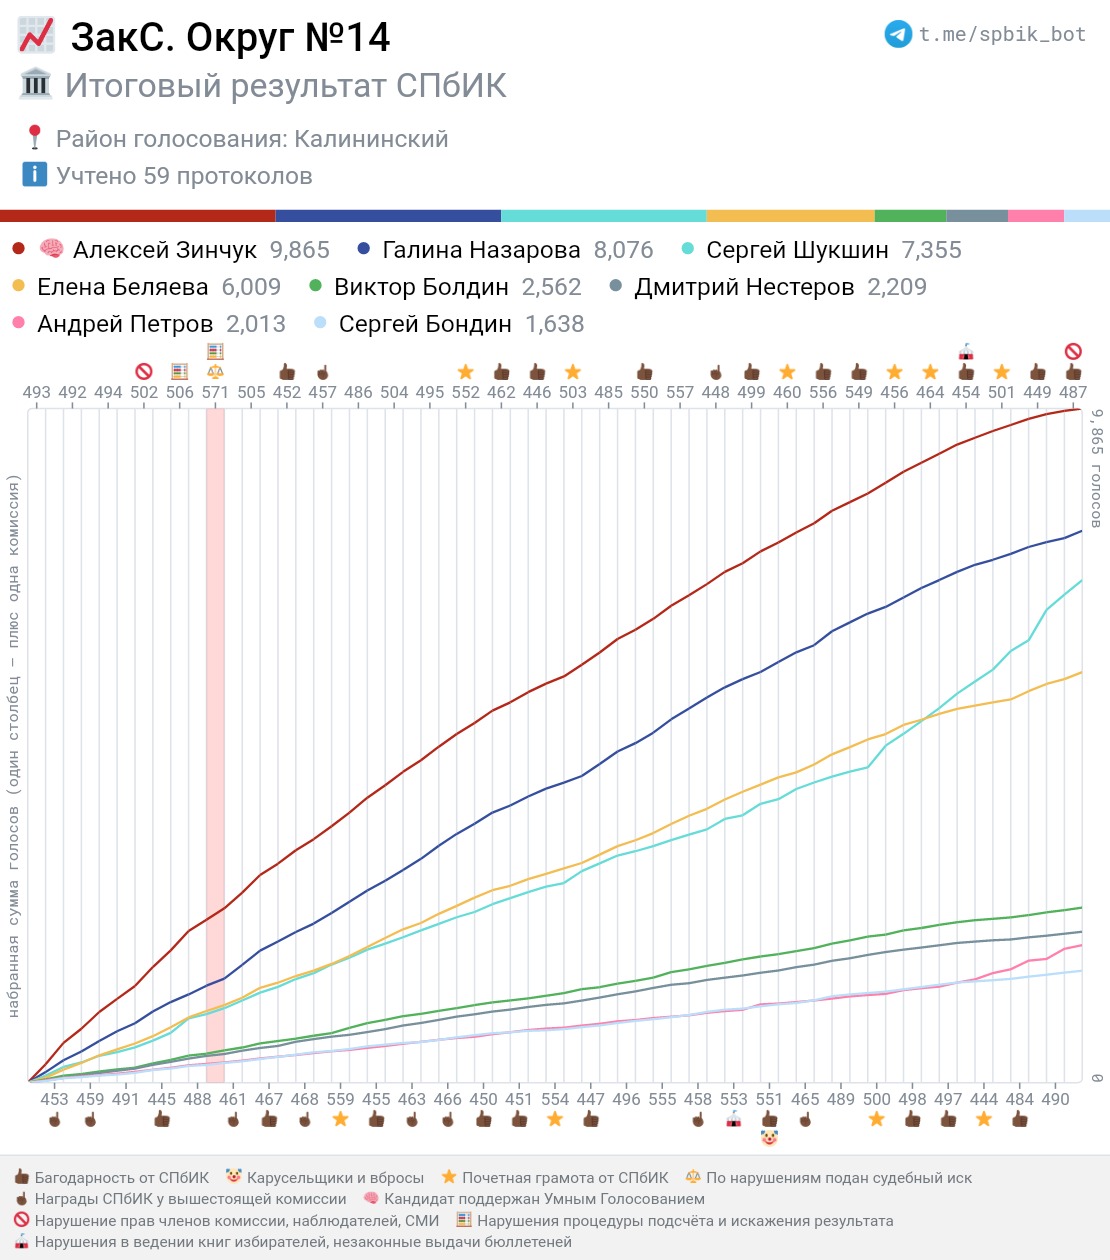 ЗакС. Округ №14
t.me/spbik_bot
Итоговый результат СПбИК
Район голосования: Калининский
Учтено 59 протоколов
Алексей Зинчук 9,865 Галина Назарова 8,076 Сергей Шукшин 7,355
Елена Беляева 6,009 Виктор Болдин 2,562 Дмитрий Нестеров 2,209
Андрей Петров 2,013 Сергей Бондин 1,638
493 492 494 502 506 571 505 452 457 486 504 495 552 462 446 503 485 550 557 448 499 460 556 549 456 464 454 501 449 487
9,865 голосов
набранная сумма голосов (один столбец — плюс одна комиссия)
0
453 459 491 445 488 461 467 468 559 455 463 466 450 451 554 447 496 555 458 553 551 465 489 500 498 497 444 484 490
Багодарность от СПбИК Карусельщики и вбросы Почетная грамота от СПбИК По нарушениям подан судебный иск
Награды СПбИК у вышестоящей комиссии Кандидат поддержан Умным Голосованием
Нарушение прав членов комиссии, наблюдателей, СМИ Нарушения процедуры подсчёта и искажения результата
Нарушения в ведении книг избирателей, незаконные выдачи бюллетеней